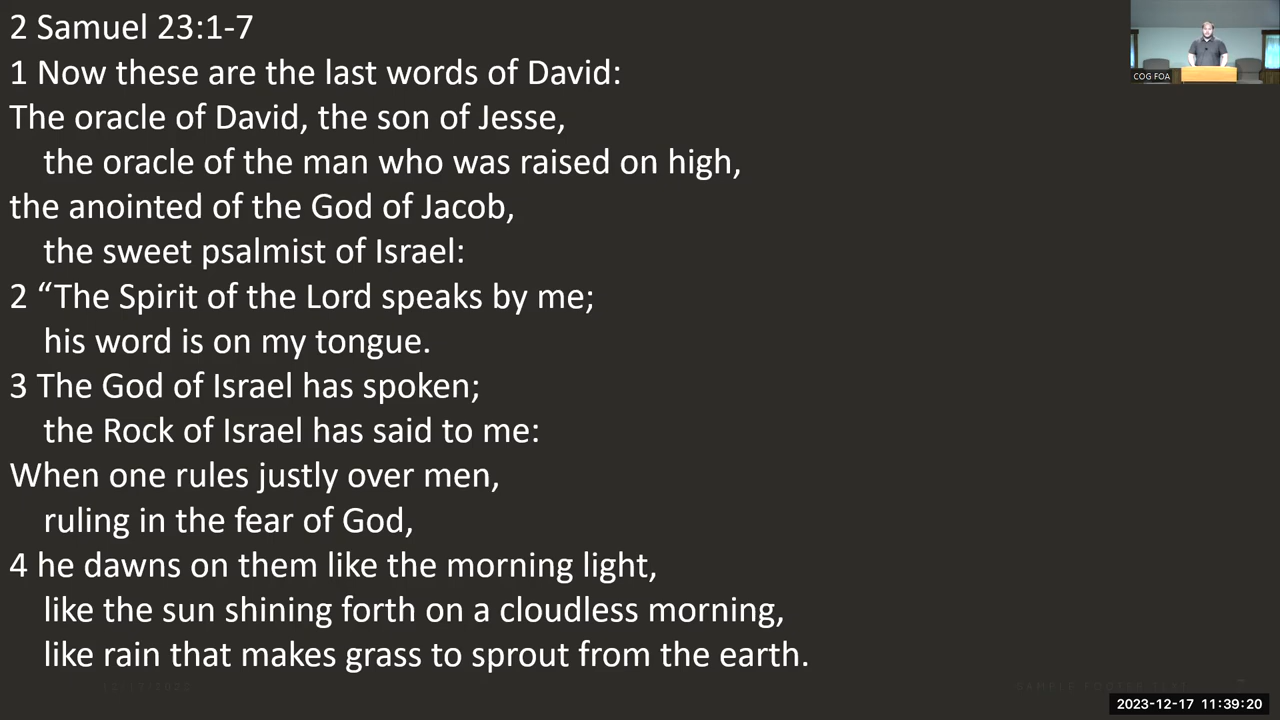 2 Samuel 23:1-7
1 Now these are the last words of David:
The oracle of David, the son of Jesse,
the oracle of the man who was raised on high,
the anointed of the God of Jacob,
the sweet psalmist of Israel:
2 “The Spirit of the Lord speaks by me;
his word is on my tongue.
3 The God of Israel has spoken;
the Rock of Israel has said to me:
When one rules justly over men,
ruling in the fear of God,
4 he dawns on them like the morning light,
like the sun shining forth on a cloudless morning,
like rain that makes grass to sprout from the earth.
COG FOA
2023-12-17 11:39:20